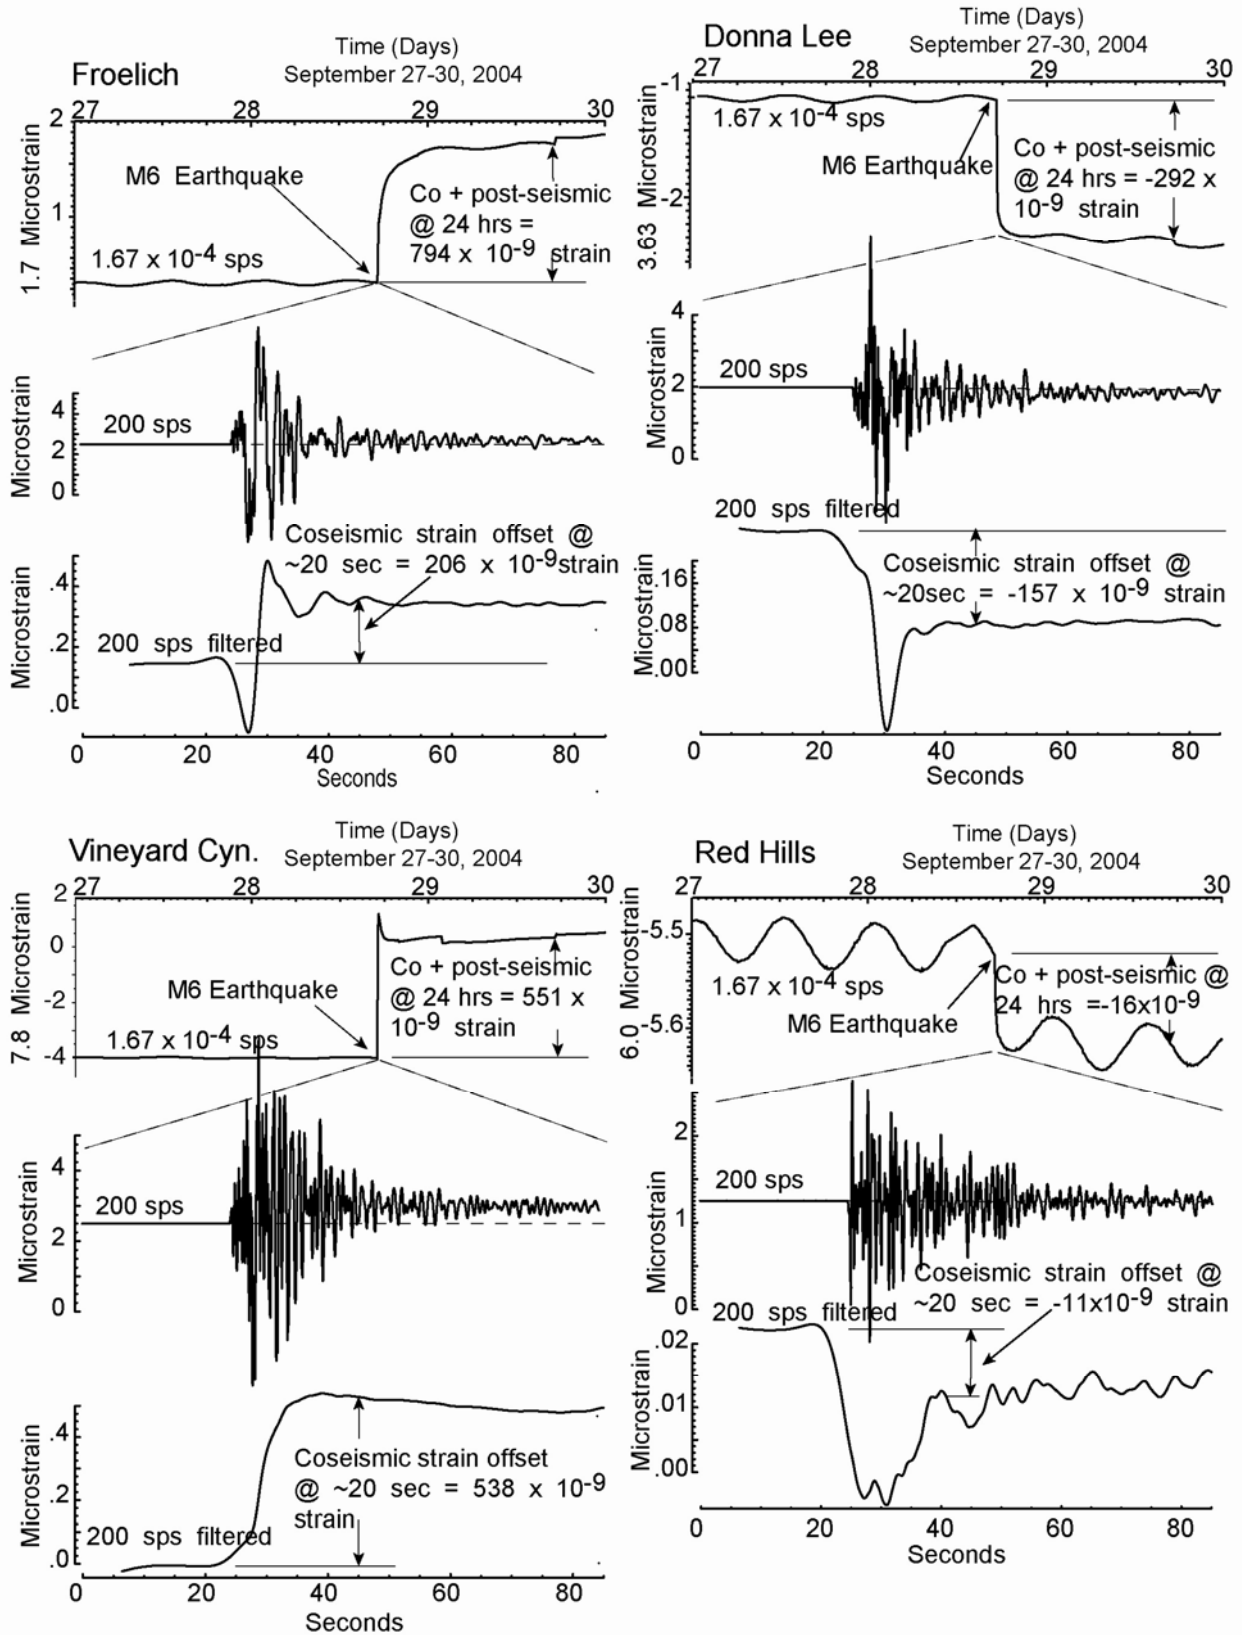 Froelich
Time (Days)
September 27-30, 2004
27 28 29 30
2
1
1.7 Microstrain
M6 Earthquake
Co + post-seismic
@ 24 hrs =
794 x 10-9 strain
1.67 x 10-4 sps
Microstrain
4
2
0
200 sps
Coseismic strain offset @
~20 sec = 206 x 10-9strain
Microstrain
.4
.2
.0
200 sps filtered
0 20 40 60 80
Seconds
Donna Lee
Time (Days)
September 27-30, 2004
27 28 29 30
-1
-2
3.63 Microstrain
1.67 x 10-4 sps
M6 Earthquake
Co + post-seismic
@ 24 hrs = -292 x
10-9 strain
Microstrain
4
2
0
200 sps
200 sps filtered
Coseismic strain offset @
~20sec = -157 x 10-9 strain
Microstrain
.16
.08
.00
0 20 40 60 80
Seconds
Vineyard Cyn.
Time (Days)
September 27-30, 2004
27 28 29 30
2
0
-2
-4
7.8 Microstrain
M6 Earthquake
Co + post-seismic
@ 24 hrs = 551 x
10-9 strain
1.67 x 10-4 sps
Microstrain
4
2
0
200 sps
Microstrain
.4
.2
.0
Coseismic strain offset
@ ~20 sec = 538 x 10-9
strain
200 sps filtered
0 20 40 60 80
Seconds
Red Hills
Time (Days)
September 27-30, 2004
27 28 29 30
-5.5
-5.6
6.0 Microstrain
1.67 x 10-4 sps
M6 Earthquake
Co + post-seismic @
24 hrs =-16x10-9
Microstrain
2
1
0
200 sps
Coseismic strain offset @
~20 sec = -11x10-9 strain
200 sps filtered
Microstrain
.02
.01
.00
0 20 40 60 80
Seconds